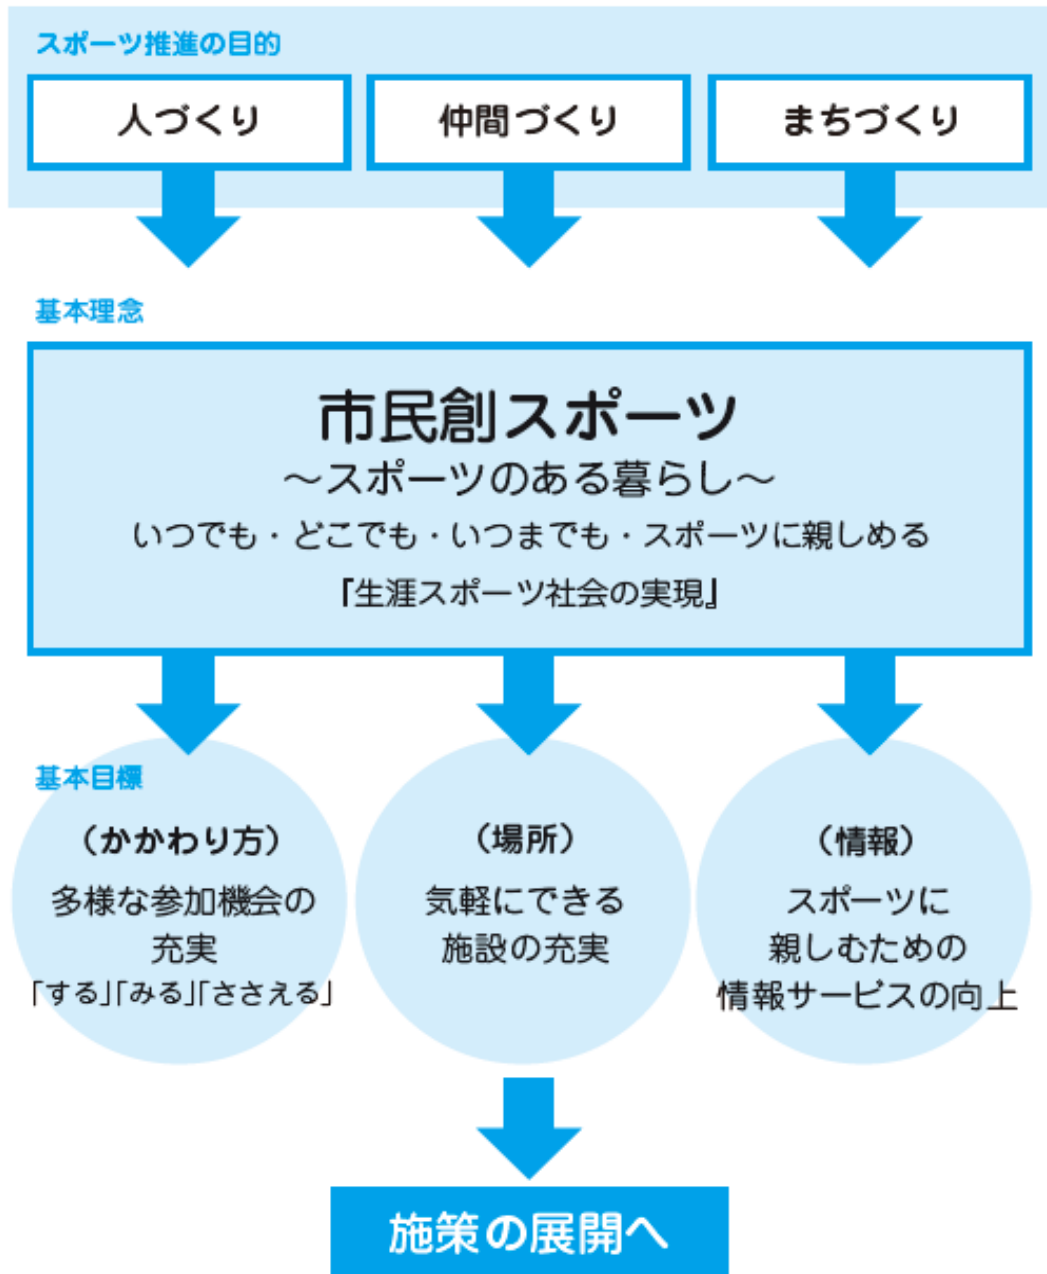 スポーツ推進の目的
人づくり
仲間づくり
まちづくり
基本理念
市民創スポーツ
～スポーツのある暮らし～
いつでも・どこでも・いつまでも・スポーツに親しめる
『生涯スポーツ社会の実現』
基本目標
（かかわり方）
多様な参加機会の
充実
「する」「みる」「ささえる」
（場所）
気軽にできる
施設の充実
（情報）
スポーツに
親しむための
情報サービスの向上
施策の展開へ